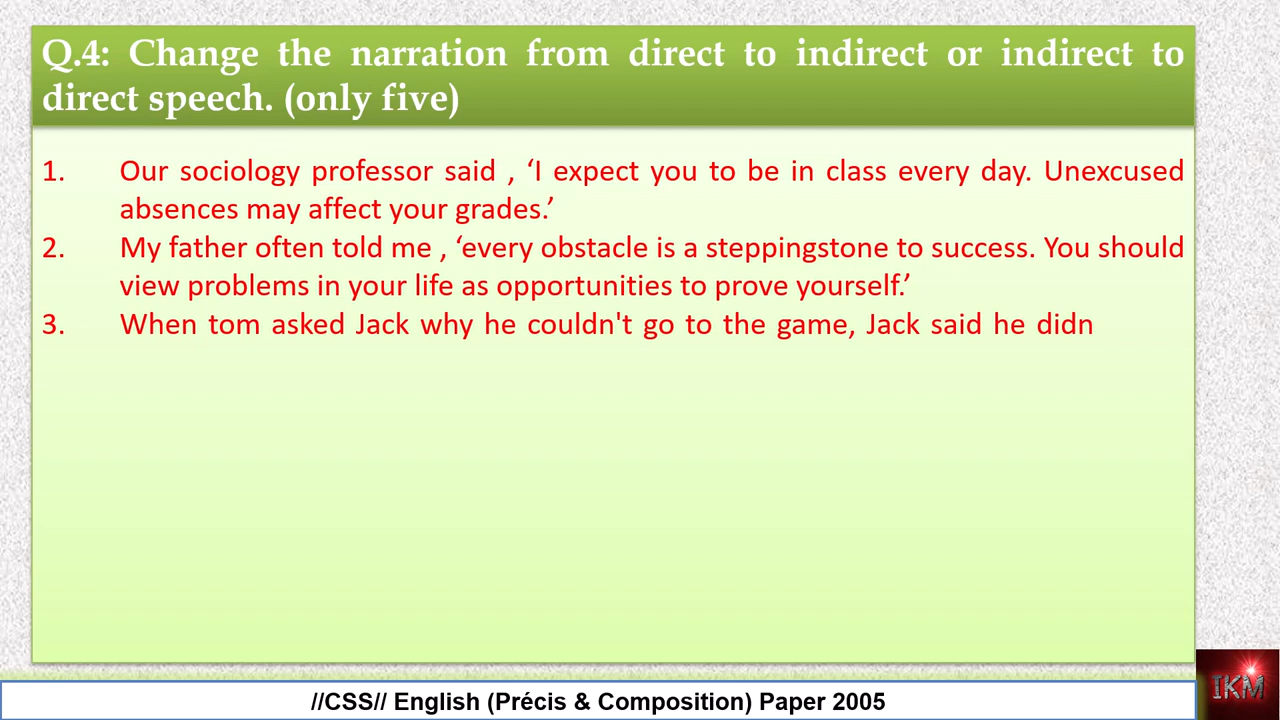 Q.4: Change the narration from direct to indirect or indirect to
direct speech. (only five)
1. Our sociology professor said , ‘I expect you to be in class every day. Unexcused
absences may affect your grades.’
2. My father often told me , ‘every obstacle is a steppingstone to success. You should
view problems in your life as opportunities to prove yourself.’
3. When tom asked Jack why he couldn't go to the game, Jack said he didn
//CSS// English (Précis & Composition) Paper 2005
IKM